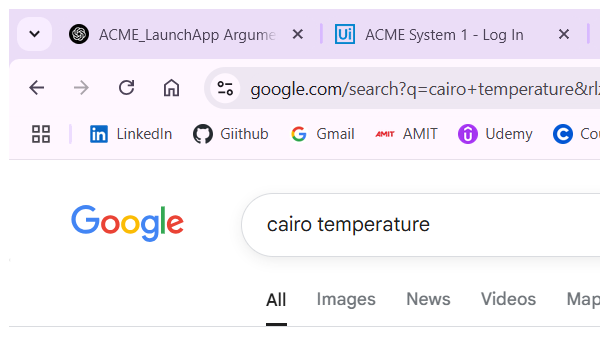 ACME_LaunchApp Argume ACME System 1 - Log In
google.com/search?q=cairo+temperature&rlz
LinkedIn Giithub Gmail AMIT AMIT Udemy Cou
Google cairo temperature
All Images News Videos Map